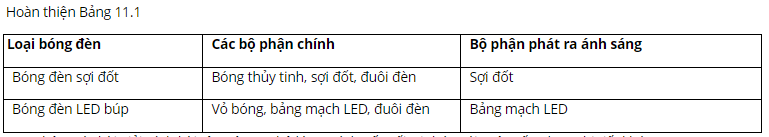 Hoàn thiện Bảng 11.1
Loại bóng đèn Các bộ phận chính Bộ phận phát ra ánh sáng
Bóng đèn sợi đốt Bóng thủy tinh, sợi đốt, đuôi đèn Sợi đốt
Bóng đèn LED búp Vỏ bóng, bảng mạch LED, đuôi đèn Bảng mạch LED